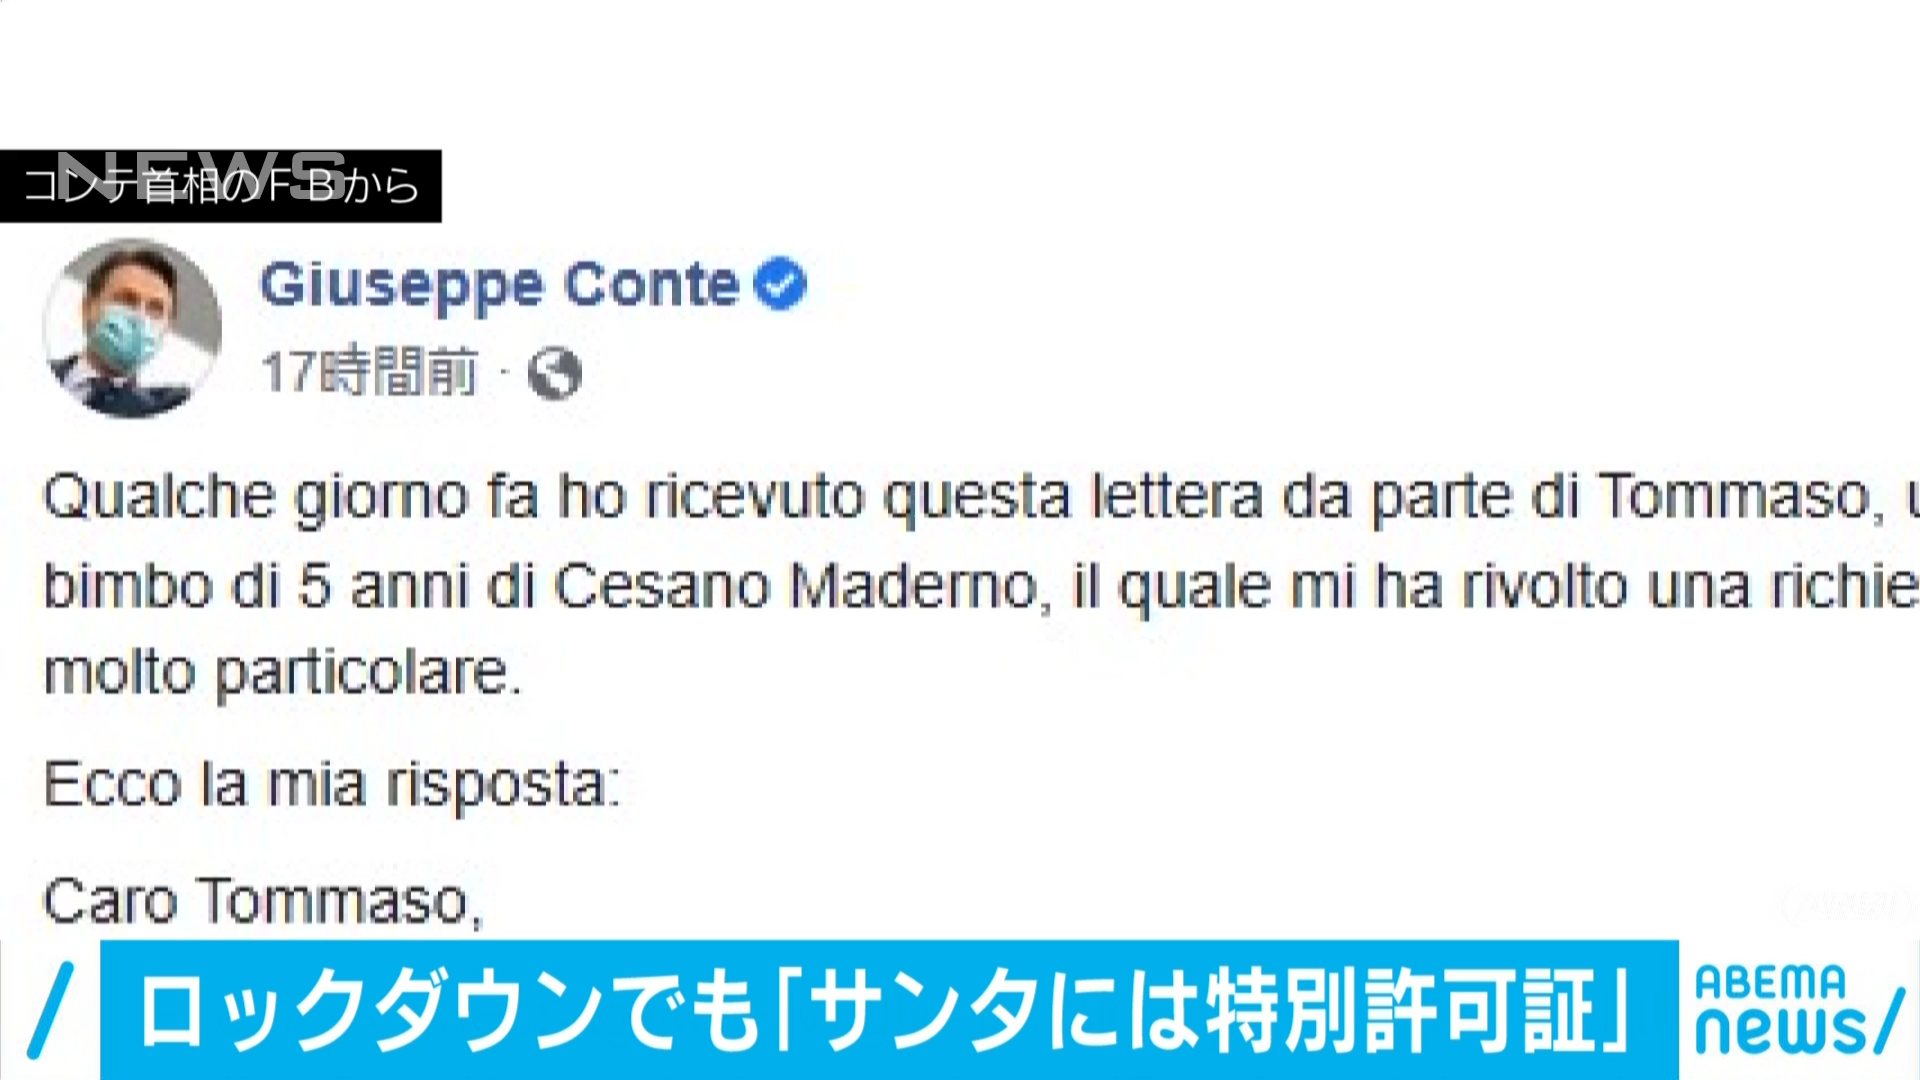 NEWS
コンテ首相のFBから
Giuseppe Conte
17時間前 ·
Qualche giorno fa ho ricevuto questa lettera da parte di Tommaso, u
bimbo di 5 anni di Cesano Maderno, il quale mi ha rivolto una richie
molto particolare.
Ecco la mia risposta:
Caro Tommaso,
ロックダウンでも「サンタには特別許可証」
ABEMA
news/